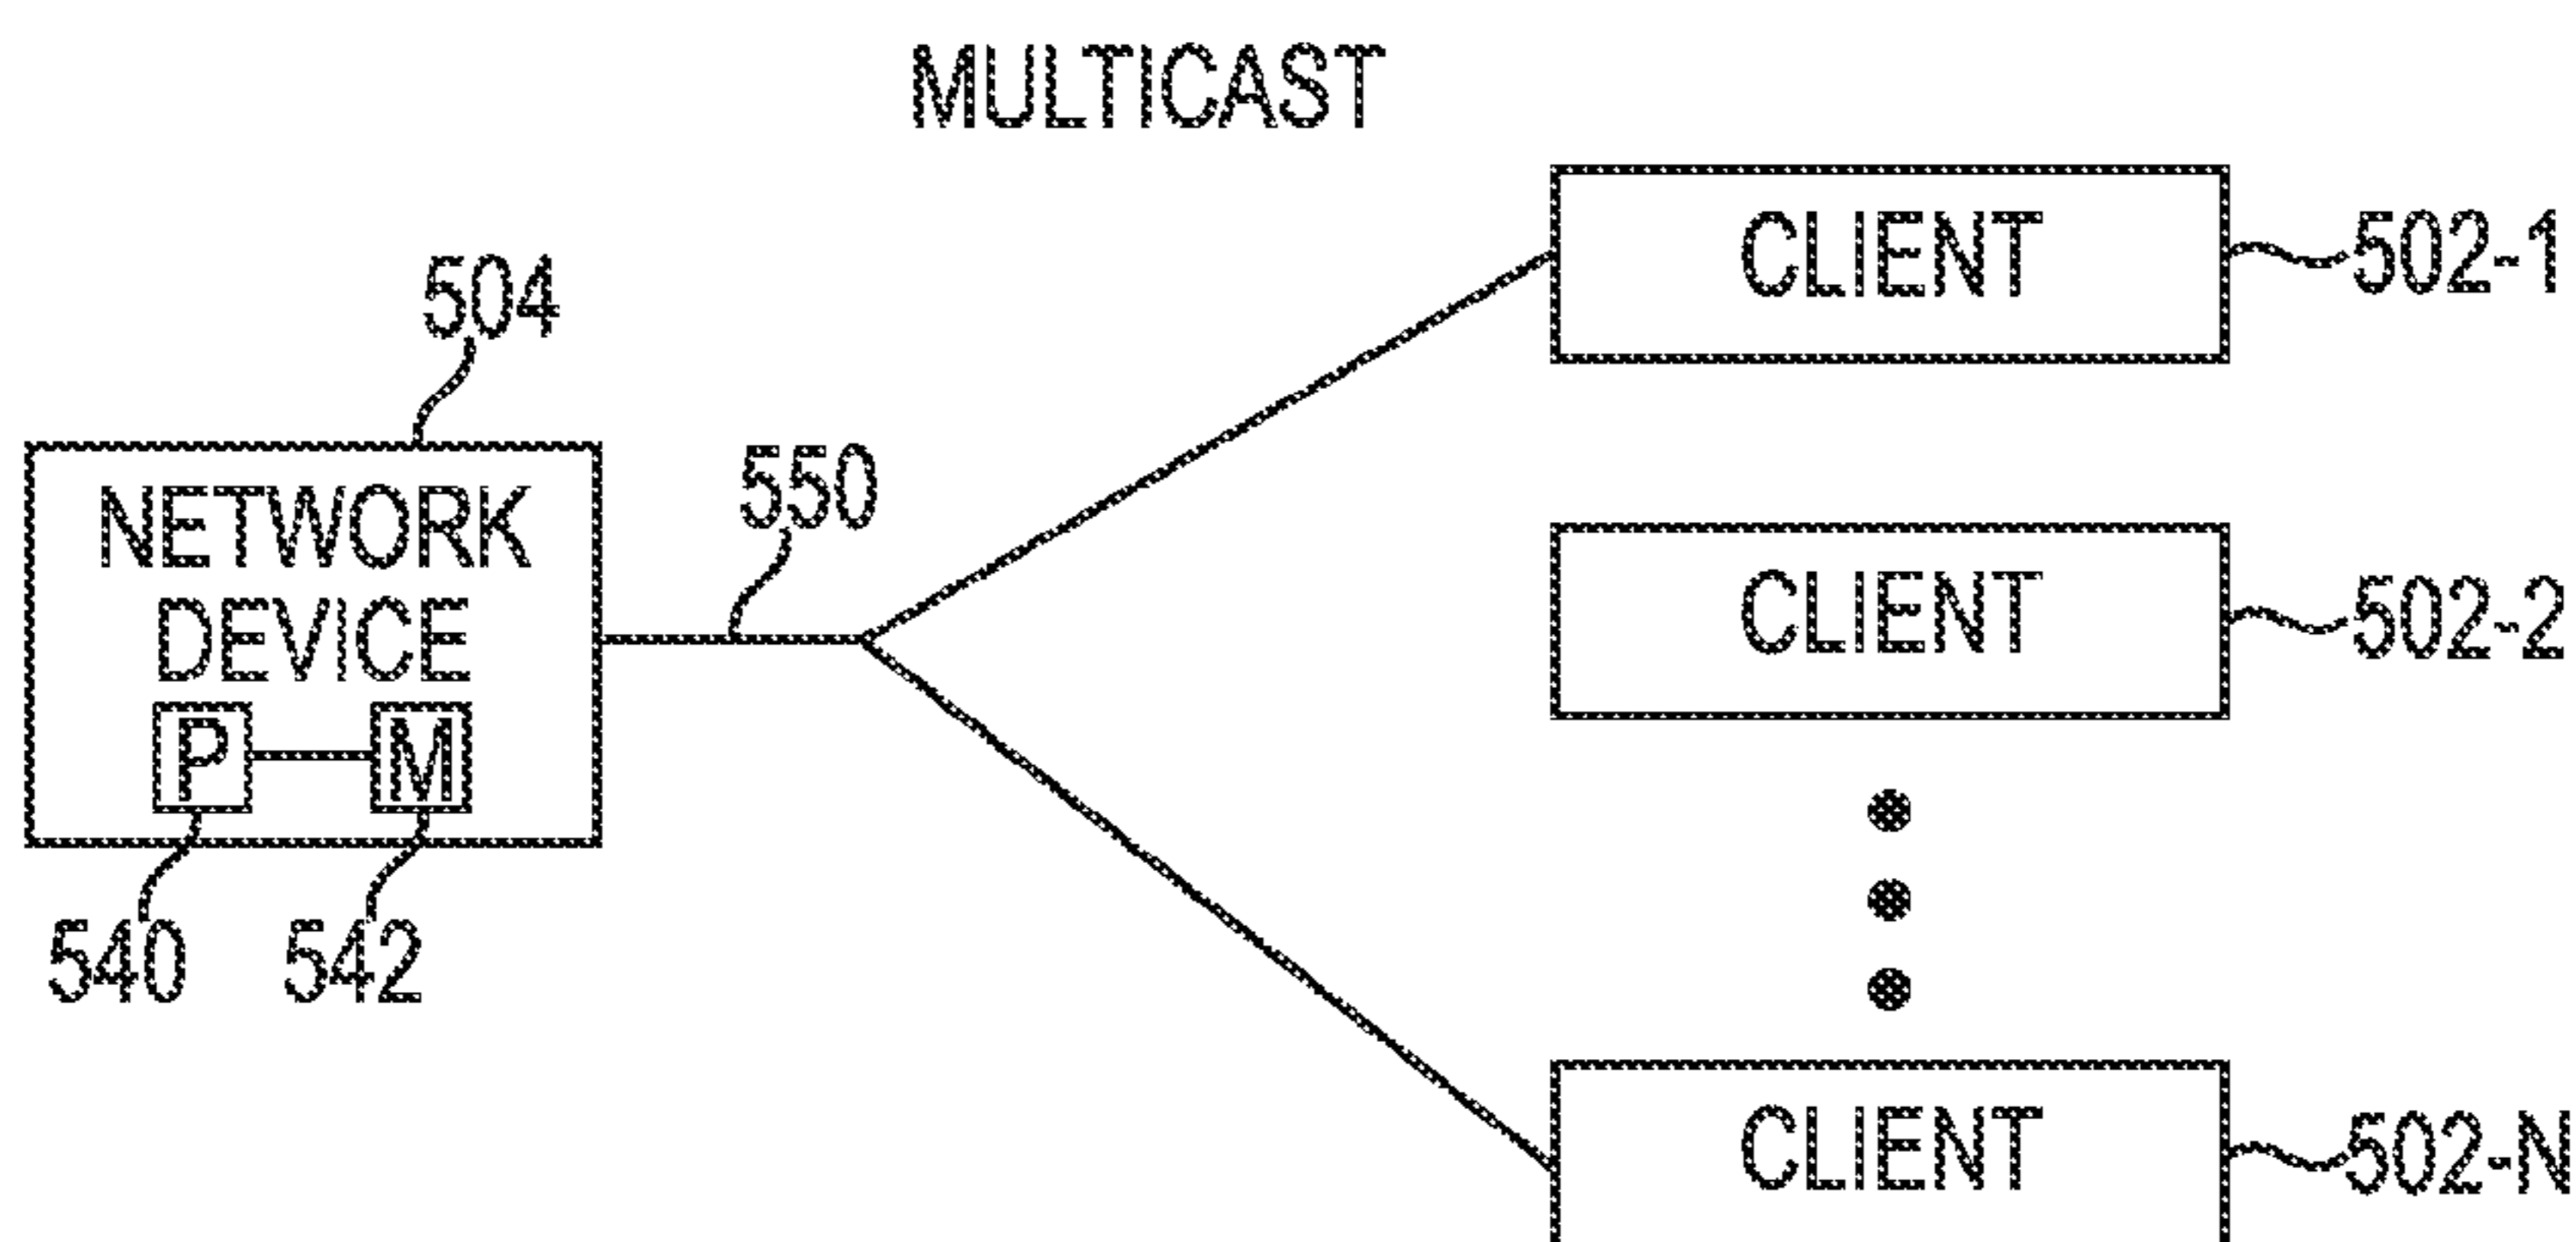 MULTICAST
CLIENT
502-1
504
550
NETWORK
DEVICE
CLIENT
502-2
P
M
540
542
CLIENT
502-N